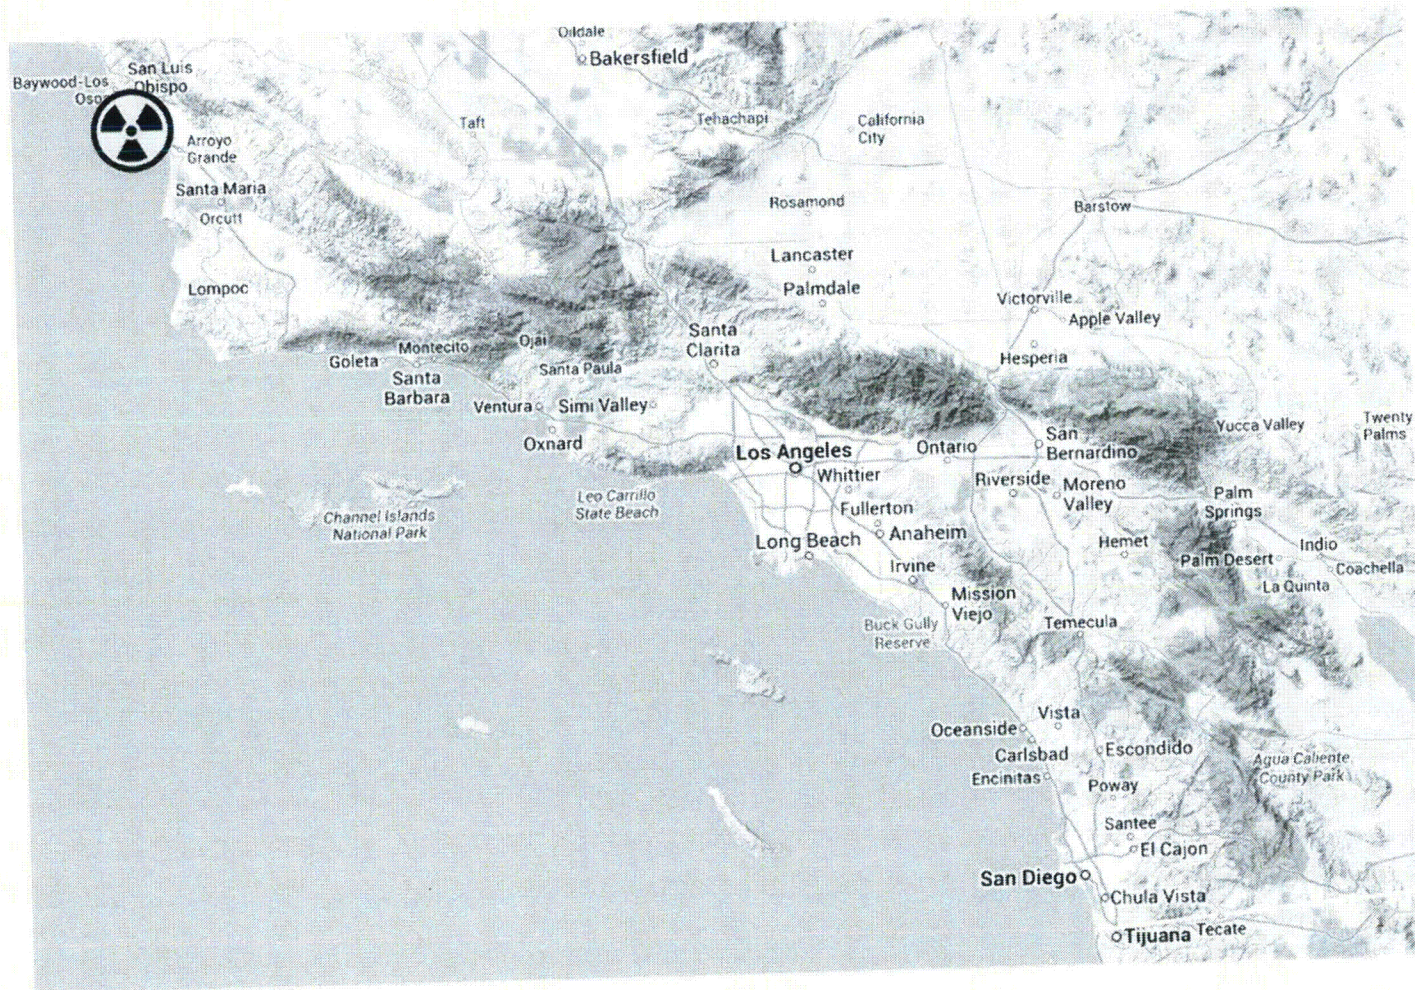 Oildale
Bakersfield
San Luis
Obispo
Baywood-Los
Oso
Taft
Tehachapi
California
City
Arroyo
Grande
Santa Maria
Orcutt
Rosamond
Barstow
Lancaster
Palmdale
Lompoc
Victorville
Apple Valley
Santa
Clarita
Hesperia
Ojai
Montecito
Goleta
Santa
Barbara
Santa Paula
Ventura
Simi Valley
Oxnard
Twenty
Palms
Yucca Valley
San
Bernardino
Ontario
Los Angeles
Whittier
Riverside
Moreno
Valley
Palm
Springs
Leo Carrillo
State Beach
Channel Islands
National Park
Fullerton
Anaheim
Long Beach
Hemet
Indio
Palm Desert
Coachella
La Quinta
Irvine
Mission
Viejo
Buck Gully
Reserve
Temecula
Vista
Oceanside
Carlsbad
Escondido
Encinitas
Agua Caliente
County Park
Poway
Santee
El Cajon
San Diego
Chula Vista
Tijuana
Tecate